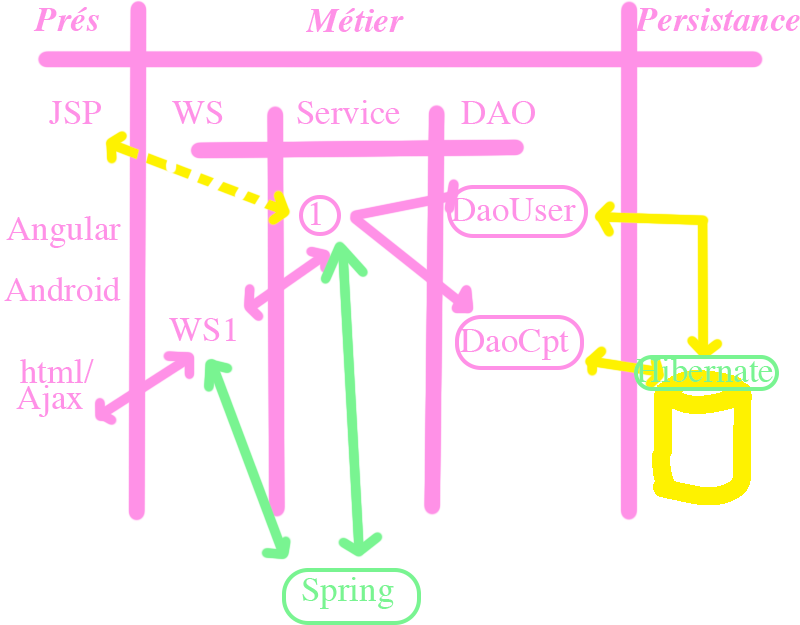 Prés Métier Persistance
JSP WS Service DAO
1 DaoUser
Angular
Android
WS1 DaoCpt
html/ Hibernate
Ajax
Spring